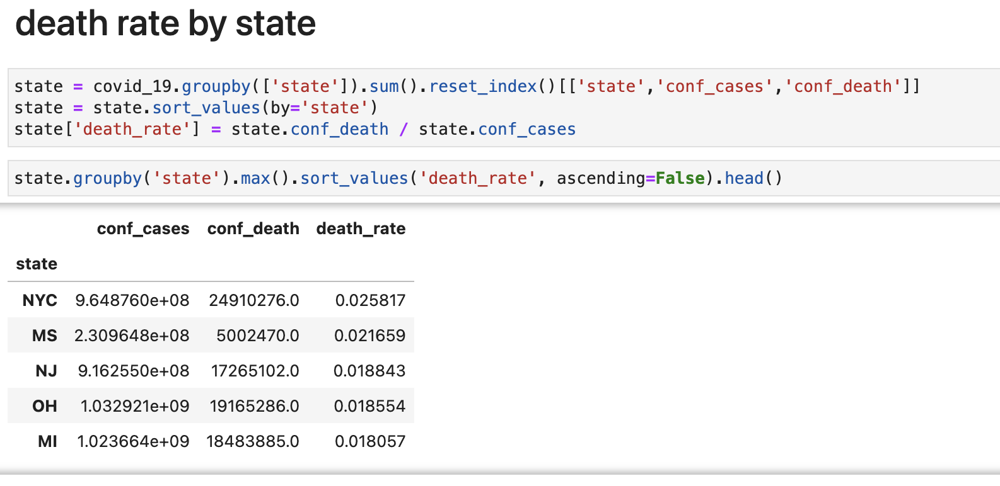 death rate by state
state = covid_19.groupby(['state']).sum().reset_index()[['state','conf_cases','conf_death']]
state = state.sort_values(by='state')
state['death_rate'] = state.conf_death / state.conf_cases
state.groupby('state').max().sort_values('death_rate', ascending=False).head()
conf_cases conf_death death_rate
state
NYC 9.648760e+08 24910276.0 0.025817
MS 2.309648e+08 5002470.0 0.021659
NJ 9.162550e+08 17265102.0 0.018843
OH 1.032921e+09 19165286.0 0.018554
MI 1.023664e+09 18483885.0 0.018057